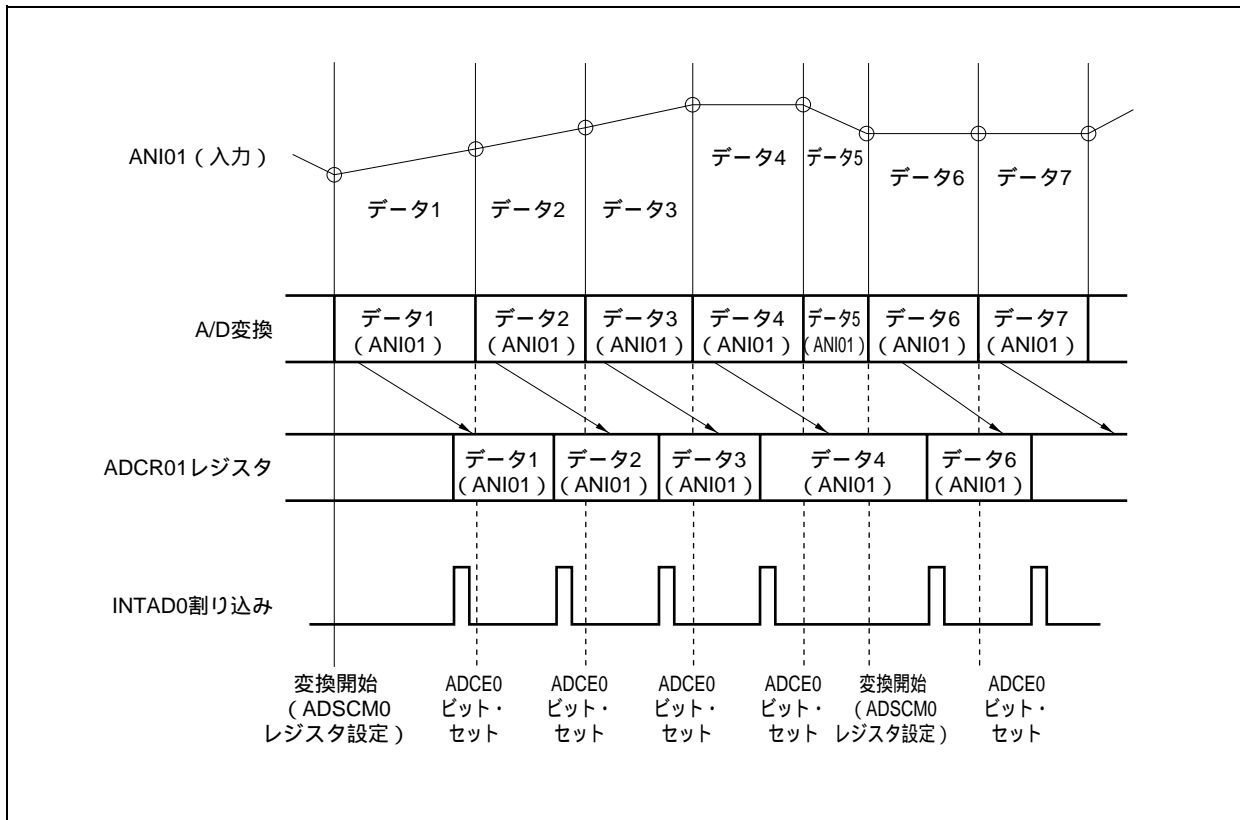 ANI01（入力）
データ1
データ2
データ3
データ4
データ5
データ6
データ7
A/D変換
データ1
（ANI01）
データ2
（ANI01）
データ3
（ANI01）
データ4
（ANI01）
データ5
（ANI01）
データ6
（ANI01）
データ7
（ANI01）
ADCR01レジスタ
データ1
（ANI01）
データ2
（ANI01）
データ3
（ANI01）
データ4
（ANI01）
データ6
（ANI01）
INTAD0割り込み
変換開始
（ADSCM0
レジスタ設定）
ADCE0
ビット・
セット
ADCE0
ビット・
セット
ADCE0
ビット・
セット
ADCE0
ビット・
セット
変換開始
（ADSCM0
レジスタ設定）
ADCE0
ビット・
セット